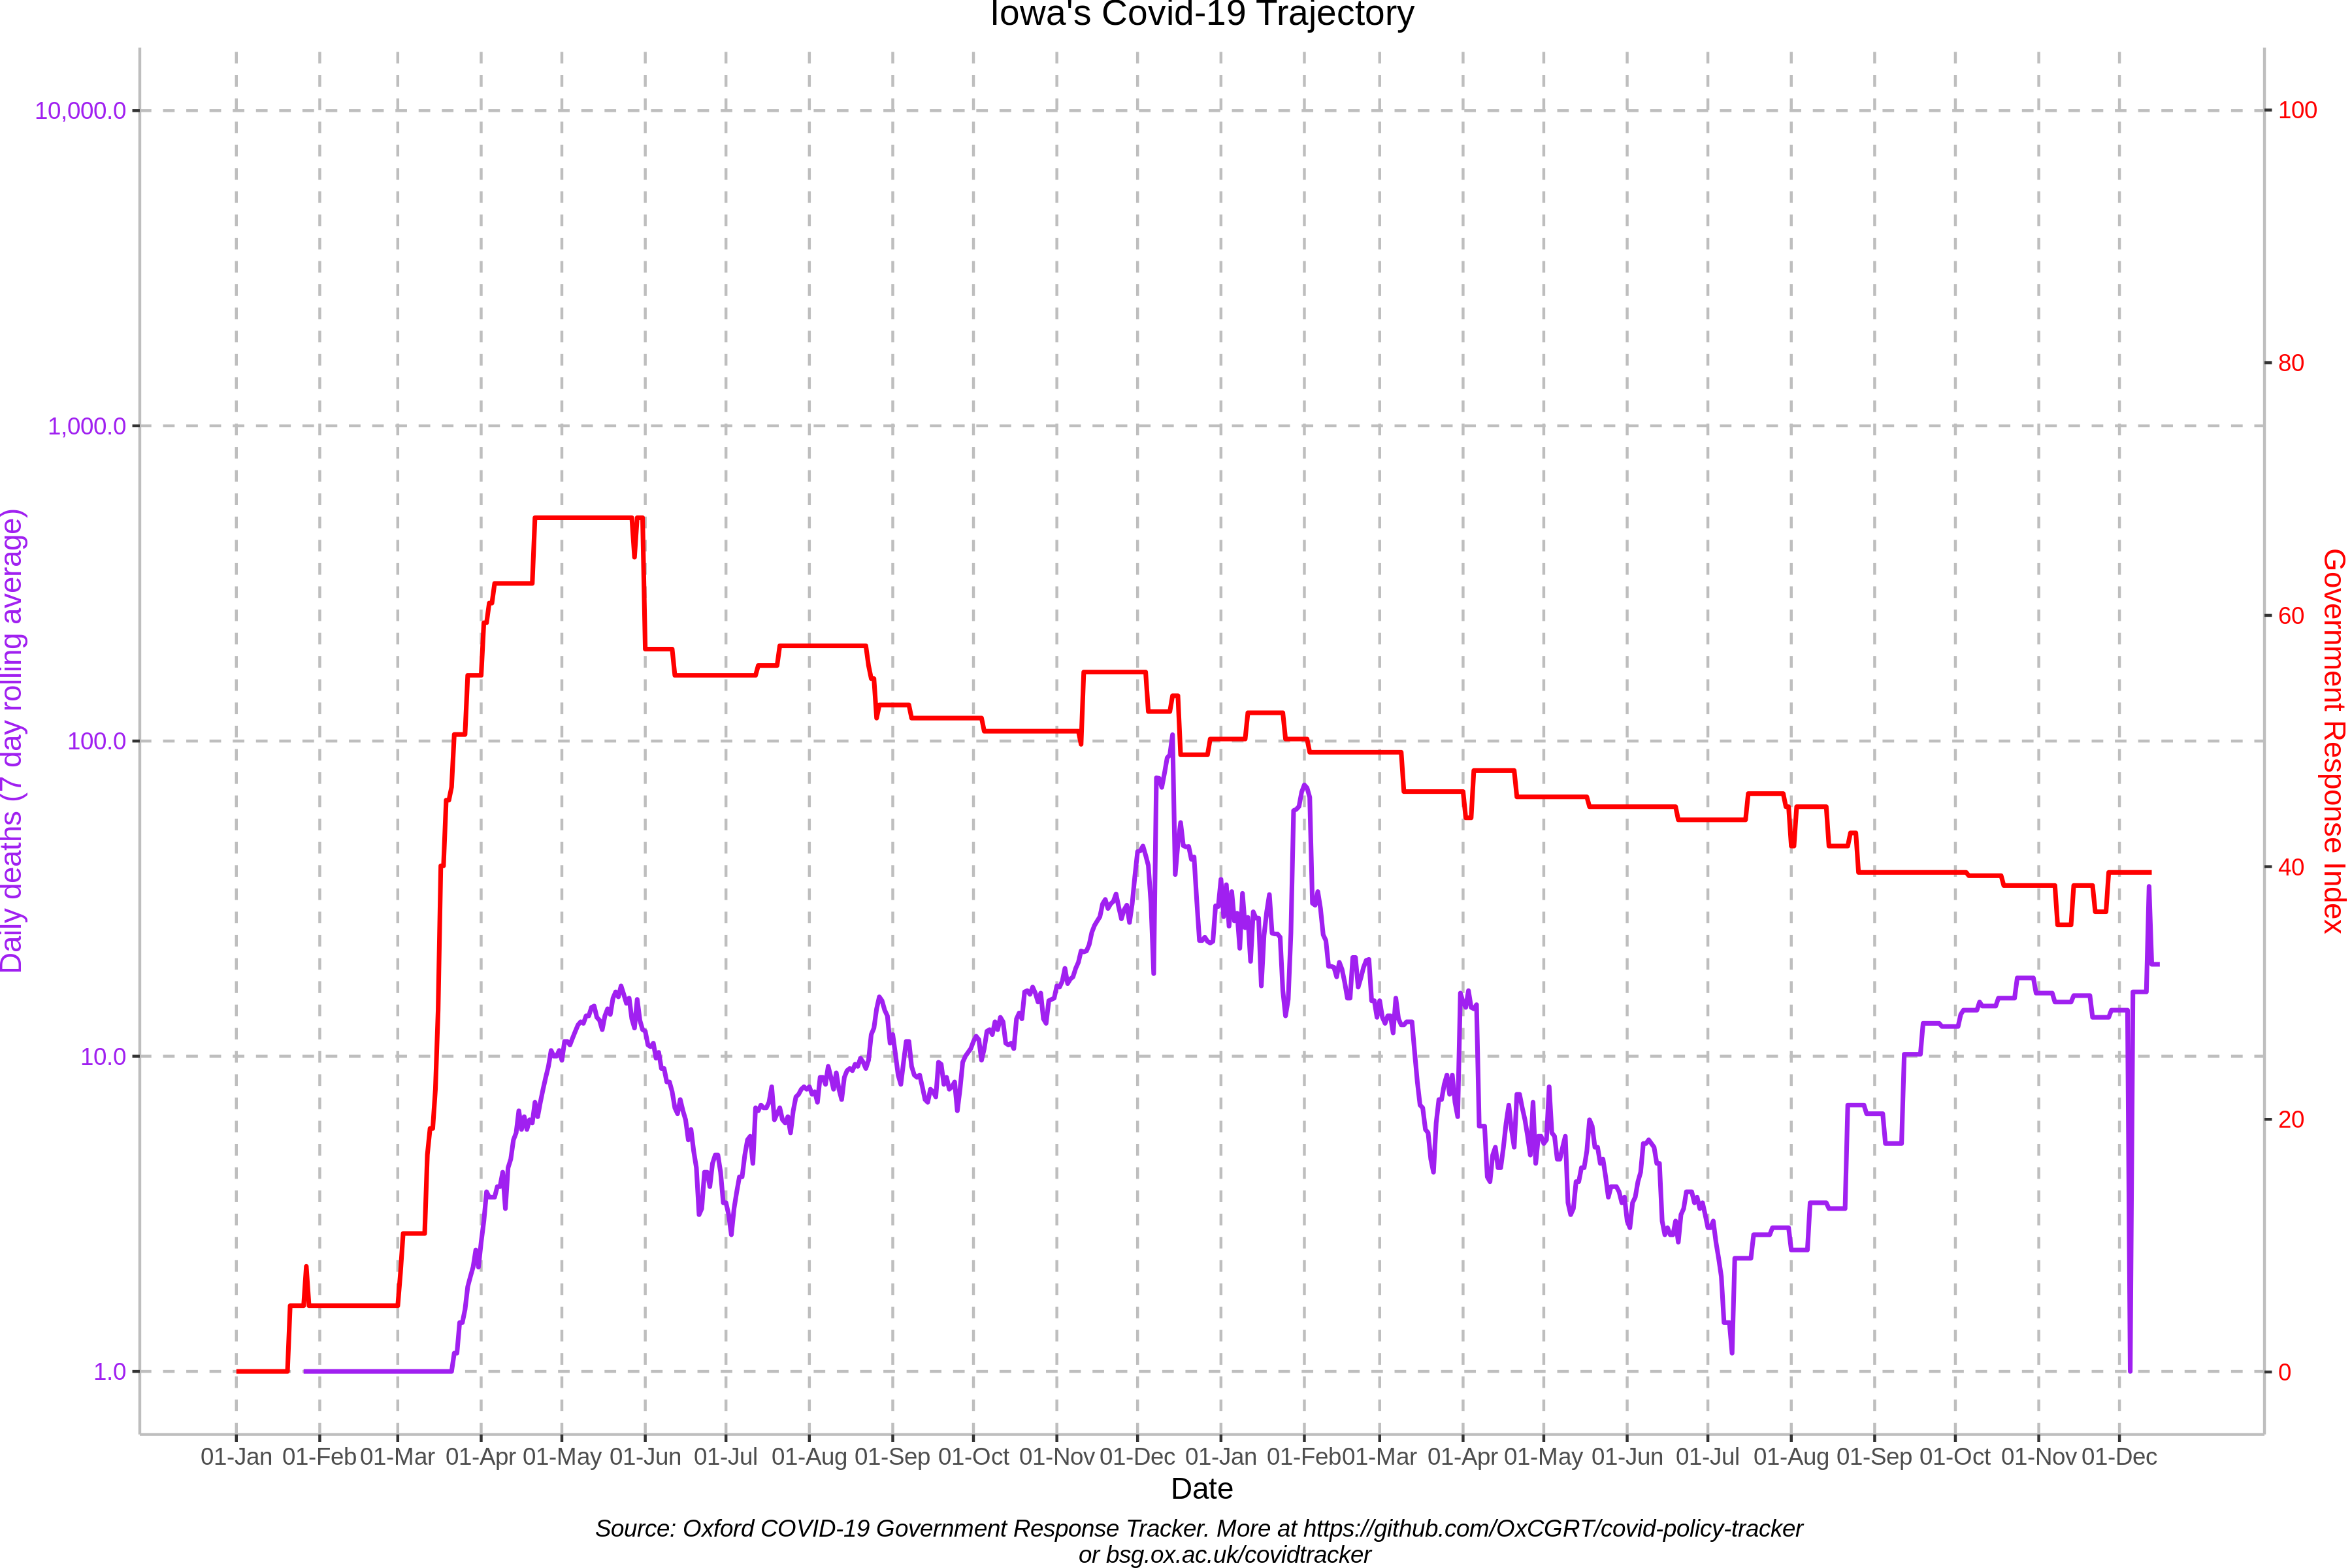 Iowa's Covid-19 Trajectory
10,000.0
1,000.0
100.0
10.0
1.0
Daily deaths (7 day rolling average)
100
80
60
40
20
0
Government Response Index
01-Jan 01-Feb 01-Mar 01-Apr 01-May 01-Jun 01-Jul 01-Aug 01-Sep 01-Oct 01-Nov 01-Dec 01-Jan 01-Feb 01-Mar 01-Apr 01-May 01-Jun 01-Jul 01-Aug 01-Sep 01-Oct 01-Nov 01-Dec
Date
Source: Oxford COVID-19 Government Response Tracker. More at https://github.com/OxCGRT/covid-policy-tracker
or bsg.ox.ac.uk/covidtracker